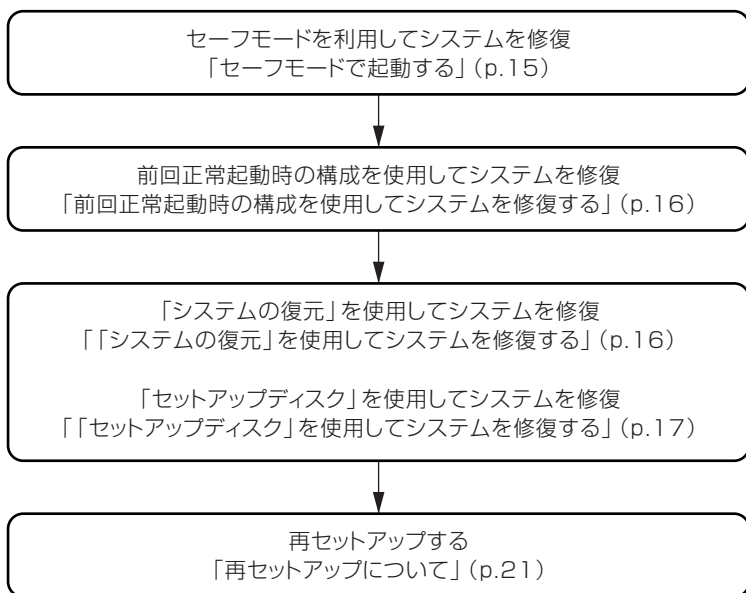 セーフモードを利用してシステムを修復
「セーフモードで起動する」(p.15)
前回正常起動時の構成を使用してシステムを修復
「前回正常起動時の構成を使用してシステムを修復する」(p.16)
「システムの復元」を使用してシステムを修復
「「システムの復元」を使用してシステムを修復する」(p.16)
「セットアップディスク」を使用してシステムを修復
「「セットアップディスク」を使用してシステムを修復する」(p.17)
再セットアップする
「再セットアップについて」(p.21)